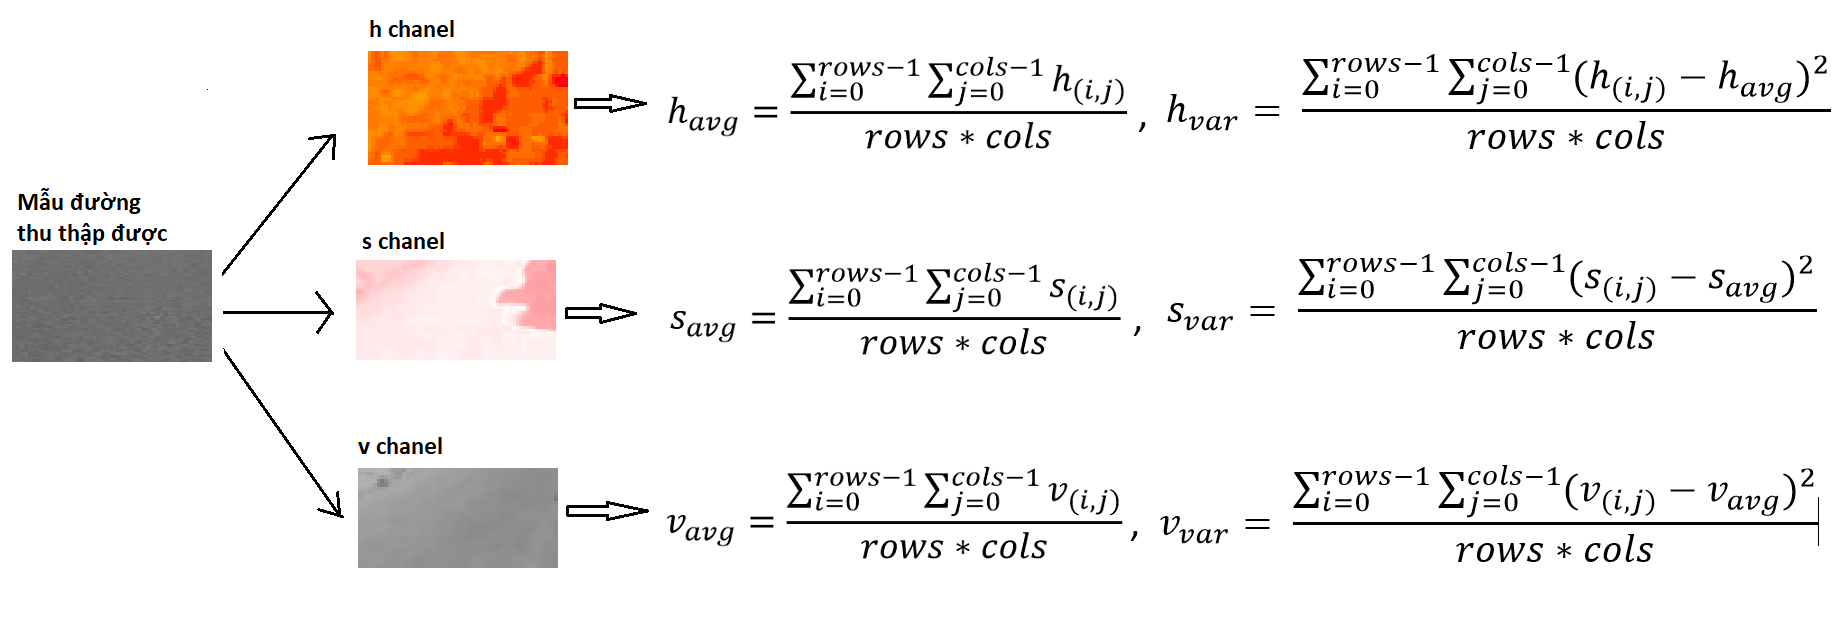 h chanel
h_{avg} = \frac{\sum_{i=0}^{rows-1} \sum_{j=0}^{cols-1} h_{(i,j)}}{rows * cols} , h_{var} = \frac{\sum_{i=0}^{rows-1} \sum_{j=0}^{cols-1} (h_{(i,j)} - h_{avg})^2}{rows * cols}
Mẫu đường
thu thập được
s chanel
s_{avg} = \frac{\sum_{i=0}^{rows-1} \sum_{j=0}^{cols-1} s_{(i,j)}}{rows * cols} , s_{var} = \frac{\sum_{i=0}^{rows-1} \sum_{j=0}^{cols-1} (s_{(i,j)} - s_{avg})^2}{rows * cols}
v chanel
v_{avg} = \frac{\sum_{i=0}^{rows-1} \sum_{j=0}^{cols-1} v_{(i,j)}}{rows * cols} , v_{var} = \frac{\sum_{i=0}^{rows-1} \sum_{j=0}^{cols-1} (v_{(i,j)} - v_{avg})^2}{rows * cols}